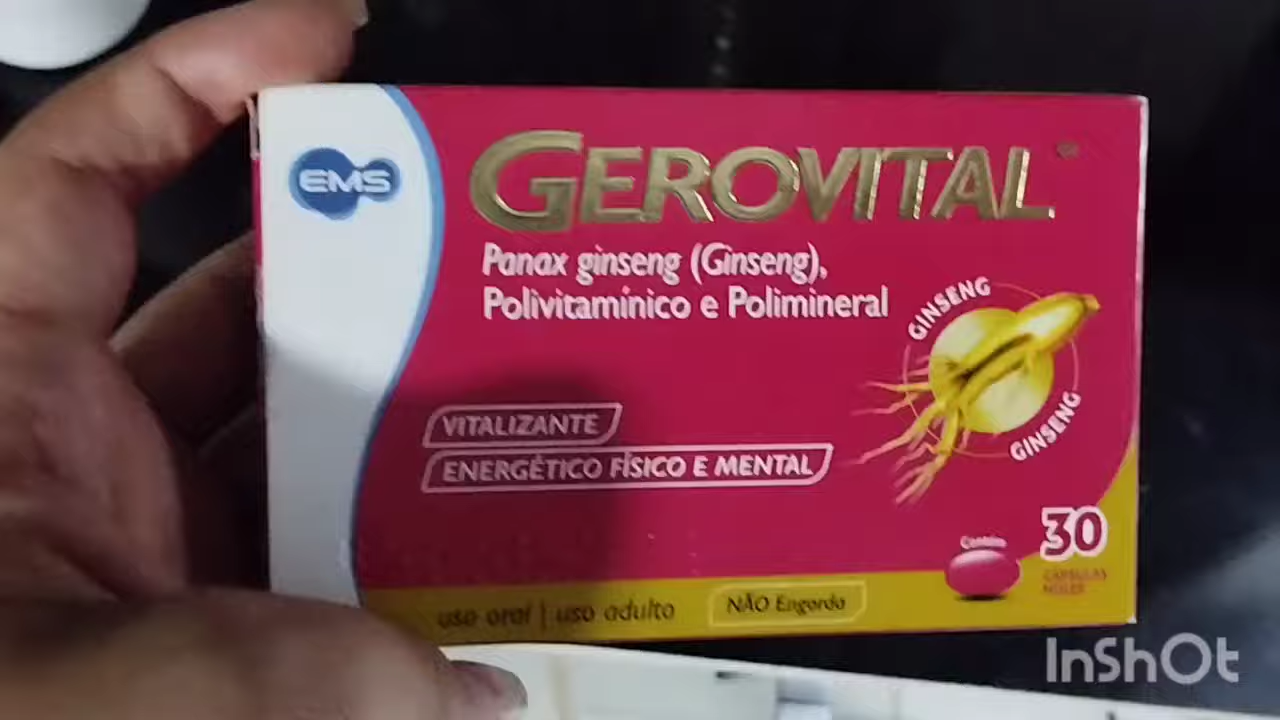 EMS
GEROVITAL
Panax ginseng (Ginseng),
Polivitamínico e Polimineral
GINSENG
GINSENG
VITALIZANTE
ENERGÉTICO FÍSICO E MENTAL
Contém
30
CÁPSULAS
MOLES
uso oral | uso adulto
NÃO Engorda
InShOt